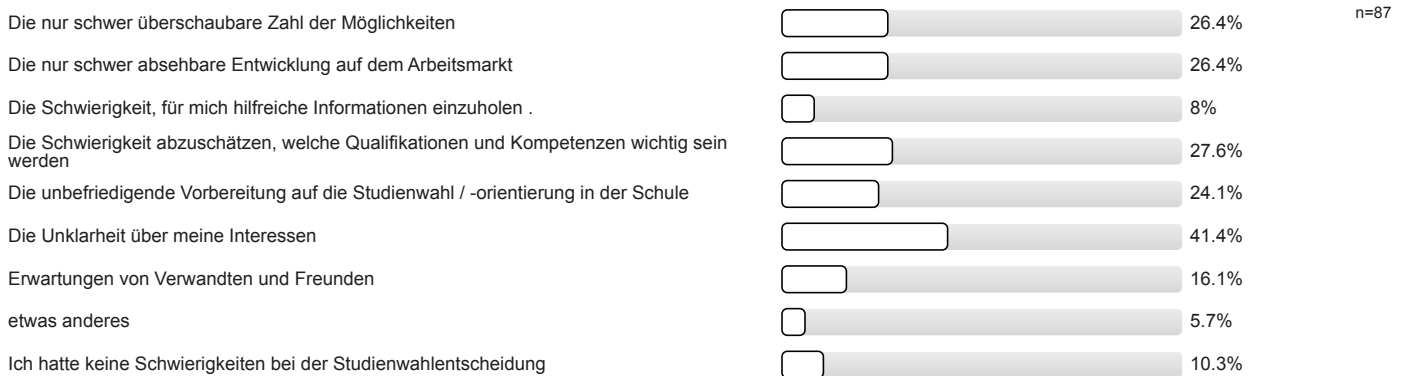 Die nur schwer überschaubare Zahl der Möglichkeiten 26.4% n=87
Die nur schwer absehbare Entwicklung auf dem Arbeitsmarkt 26.4%
Die Schwierigkeit, für mich hilfreiche Informationen einzuholen . 8%
Die Schwierigkeit abzuschätzen, welche Qualifikationen und Kompetenzen wichtig sein
werden 27.6%
Die unbefriedigende Vorbereitung auf die Studienwahl / -orientierung in der Schule 24.1%
Die Unklarheit über meine Interessen 41.4%
Erwartungen von Verwandten und Freunden 16.1%
etwas anderes 5.7%
Ich hatte keine Schwierigkeiten bei der Studienwahlentscheidung 10.3%